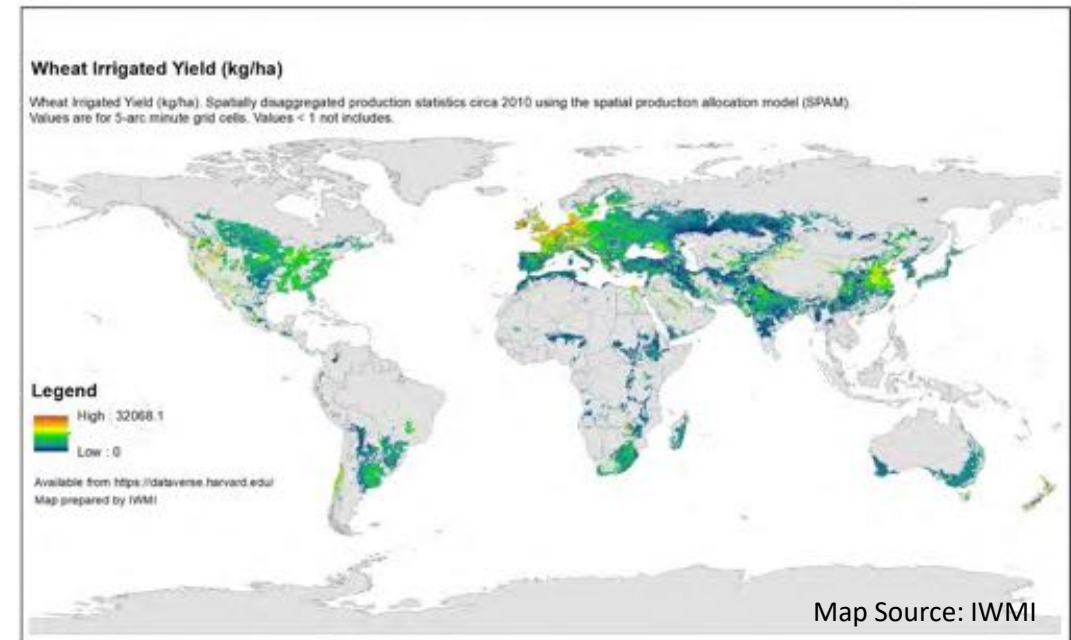 Wheat Irrigated Yield (kg/ha)
Wheat Irrigated Yield (kg/ha). Spatially disaggregated production statistics circa 2010 using the spatial production allocation model (SPAM).
Values are for 5-arc minute grid cells. Values < 1 not includes.
Legend
High : 32068.1
Low : 0
Available from https://dataverse.harvard.edu/
Map prepared by IWMI
Map Source: IWMI